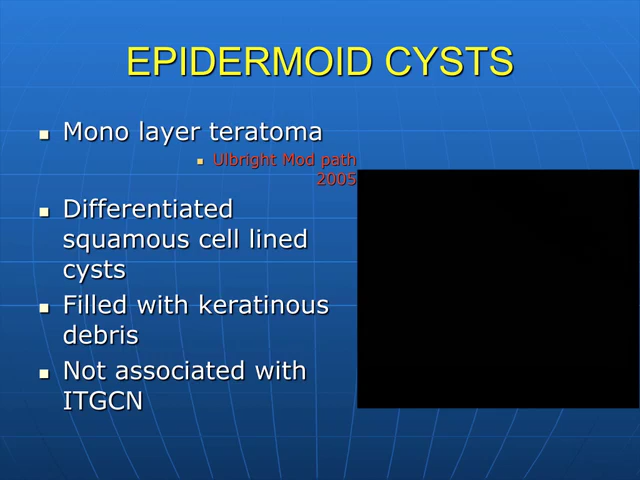 EPIDERMOID CYSTS
Mono layer teratoma
Ulbright Mod path
2005
Differentiated
squamous cell lined
cysts
Filled with keratinous
debris
Not associated with
ITGCN